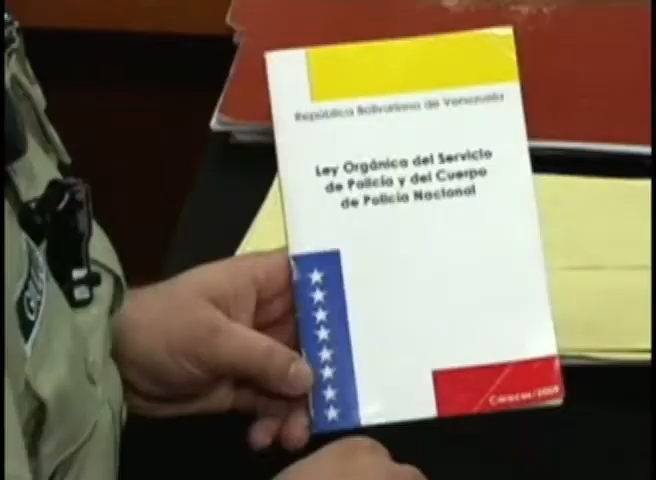 República Bolivariana de Venezuela
Ley Orgánica del Servicio
de Policía y del Cuerpo
de Policía Nacional